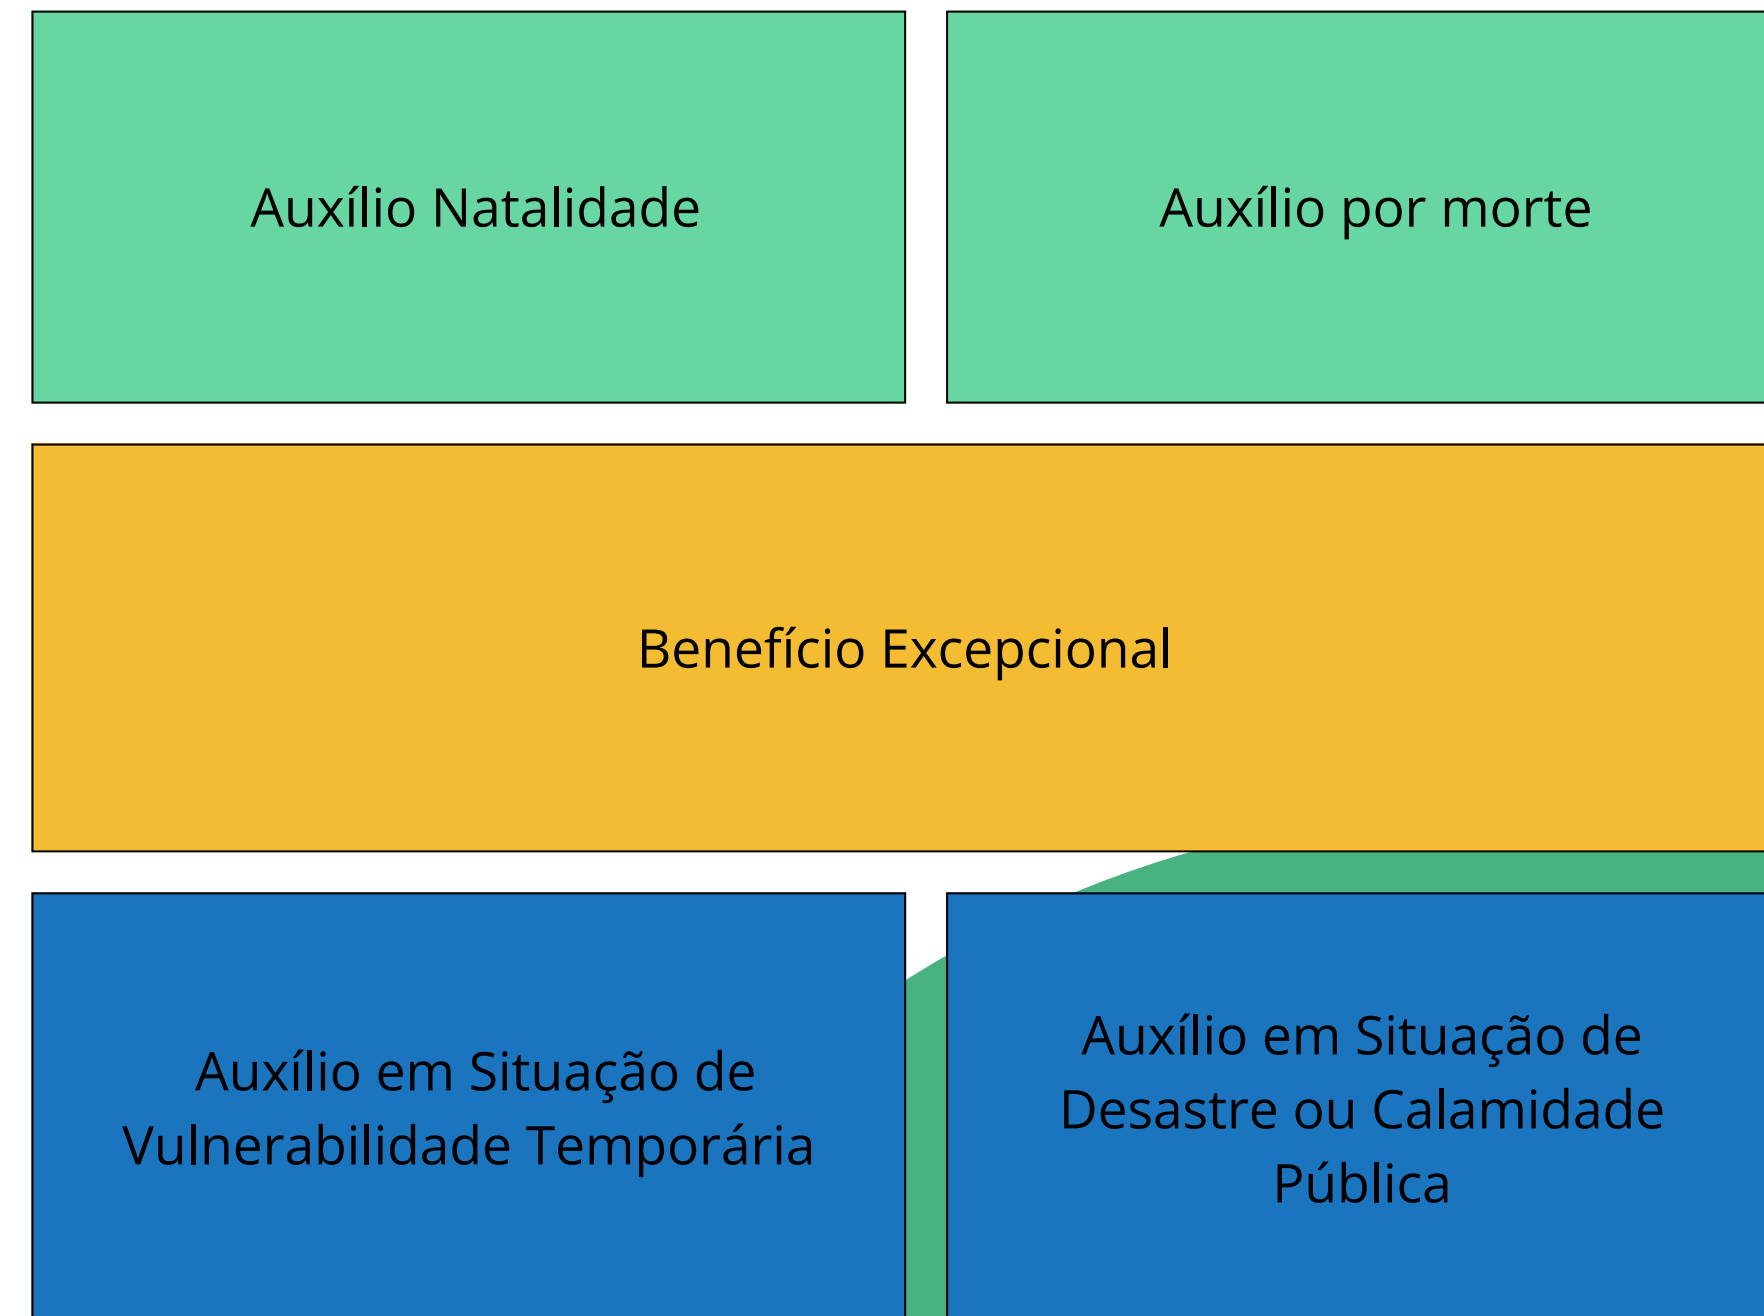 Auxílio Natalidade
Auxílio por morte
Benefício Excepcional
Auxílio em Situação de
Vulnerabilidade Temporária
Auxílio em Situação de
Desastre ou Calamidade
Pública